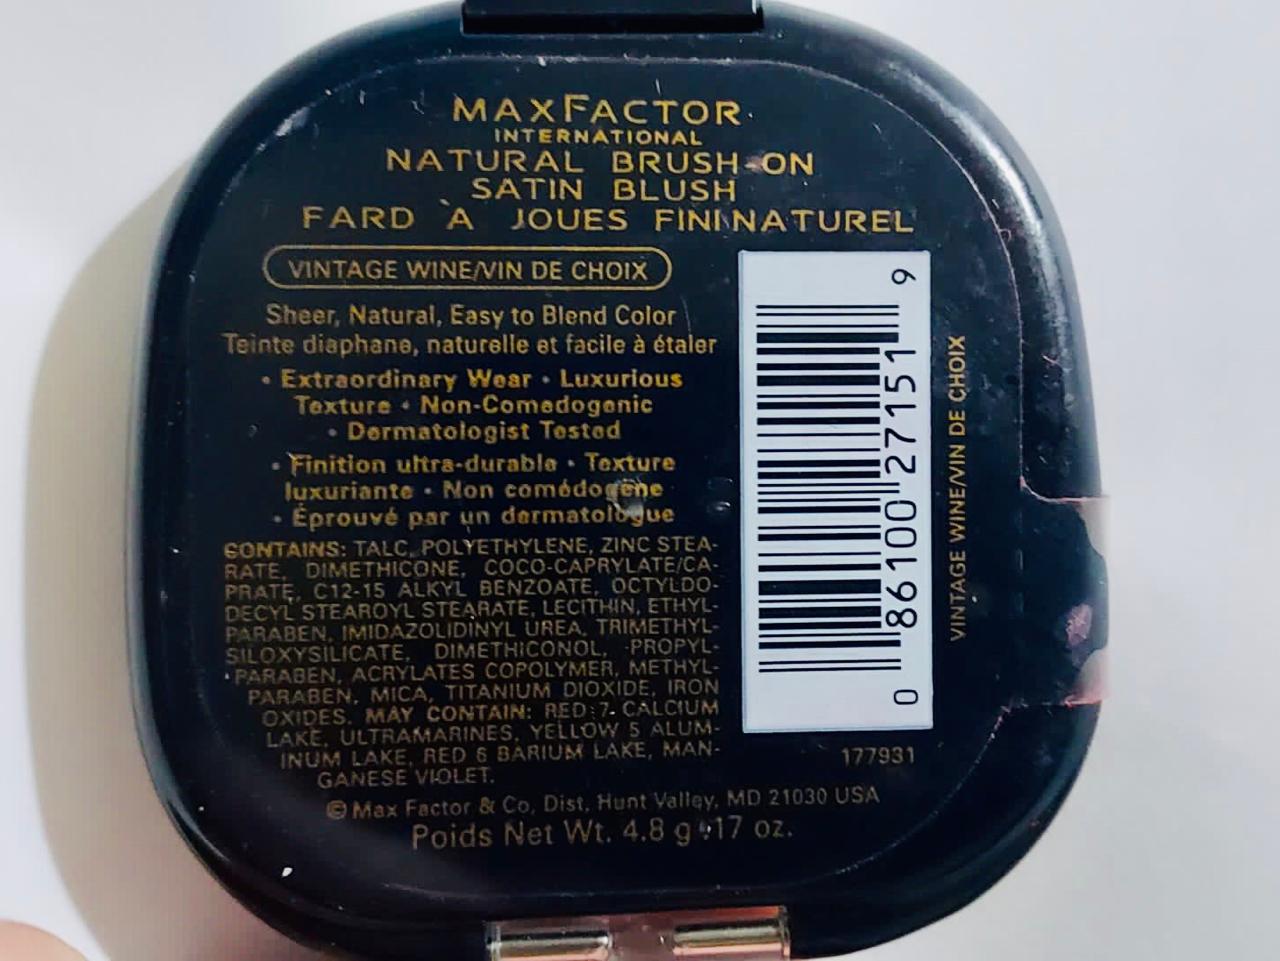 MAXFACTOR
INTERNATIONAL
NATURAL BRUSH-ON
SATIN BLUSH
FARD À JOUES FINI NATUREL
VINTAGE WINE/VIN DE CHOIX
Sheer, Natural, Easy to Blend Color
Teinte diaphane, naturelle et facile à étaler
• Extraordinary Wear • Luxurious
Texture • Non-Comedogenic
• Dermatologist Tested
• Finition ultra-durable • Texture
luxuriante • Non comédogène
• Éprouvé par un dermatologue
CONTAINS: TALC, POLYETHYLENE, ZINC STEA-
RATE, DIMETHICONE, COCO-CAPRYLATE/CA-
PRATE, C12-15 ALKYL BENZOATE, OCTYLDO-
DECYL STEAROYL STEARATE, LECITHIN, ETHYL-
PARABEN, IMIDAZOLIDINYL UREA, TRIMETHYL-
SILOXYSILICATE, DIMETHICONOL, PROPYL-
PARABEN, ACRYLATES COPOLYMER, METHYL-
PARABEN, MICA, TITANIUM DIOXIDE, IRON
OXIDES. MAY CONTAIN: RED 7 CALCIUM
LAKE, ULTRAMARINES, YELLOW 5 ALUM-
INUM LAKE, RED 6 BARIUM LAKE, MAN-
GANESE VIOLET.
© Max Factor & Co, Dist, Hunt Valley, MD 21030 USA
Poids Net Wt. 4.8 g .17 oz.
0 86100 27151 9
177931
VINTAGE WINE/VIN DE CHOIX